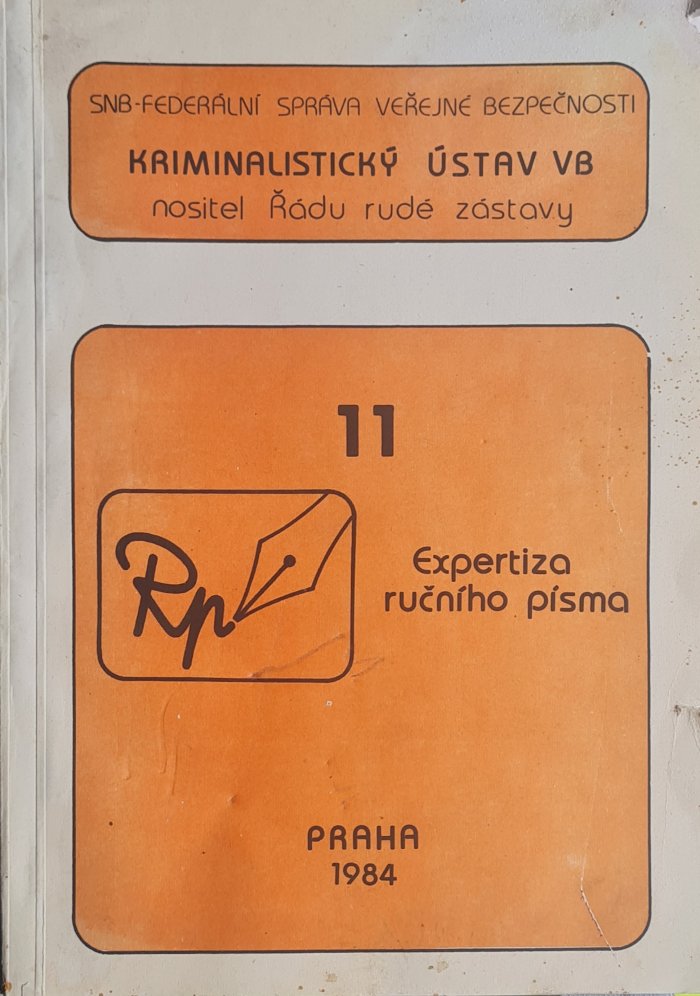 SNB-FEDERÁLNÍ SPRÁVA VEŘEJNÉ BEZPEČNOSTI
KRIMINALISTICKÝ ÚSTAV VB
nositel Řádu rudé zástavy
11
Rp
Expertiza
ručního písma
PRAHA
1984